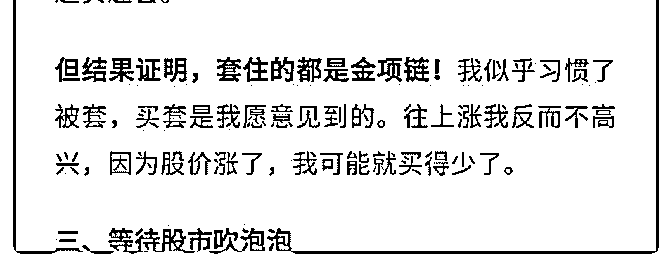 但结果证明，套住的都是金项链！我似乎习惯了
被套，买套是我愿意见到的。往上涨我反而不高
兴，因为股价涨了，我可能就买得少了。
三、等待股市吹泡泡